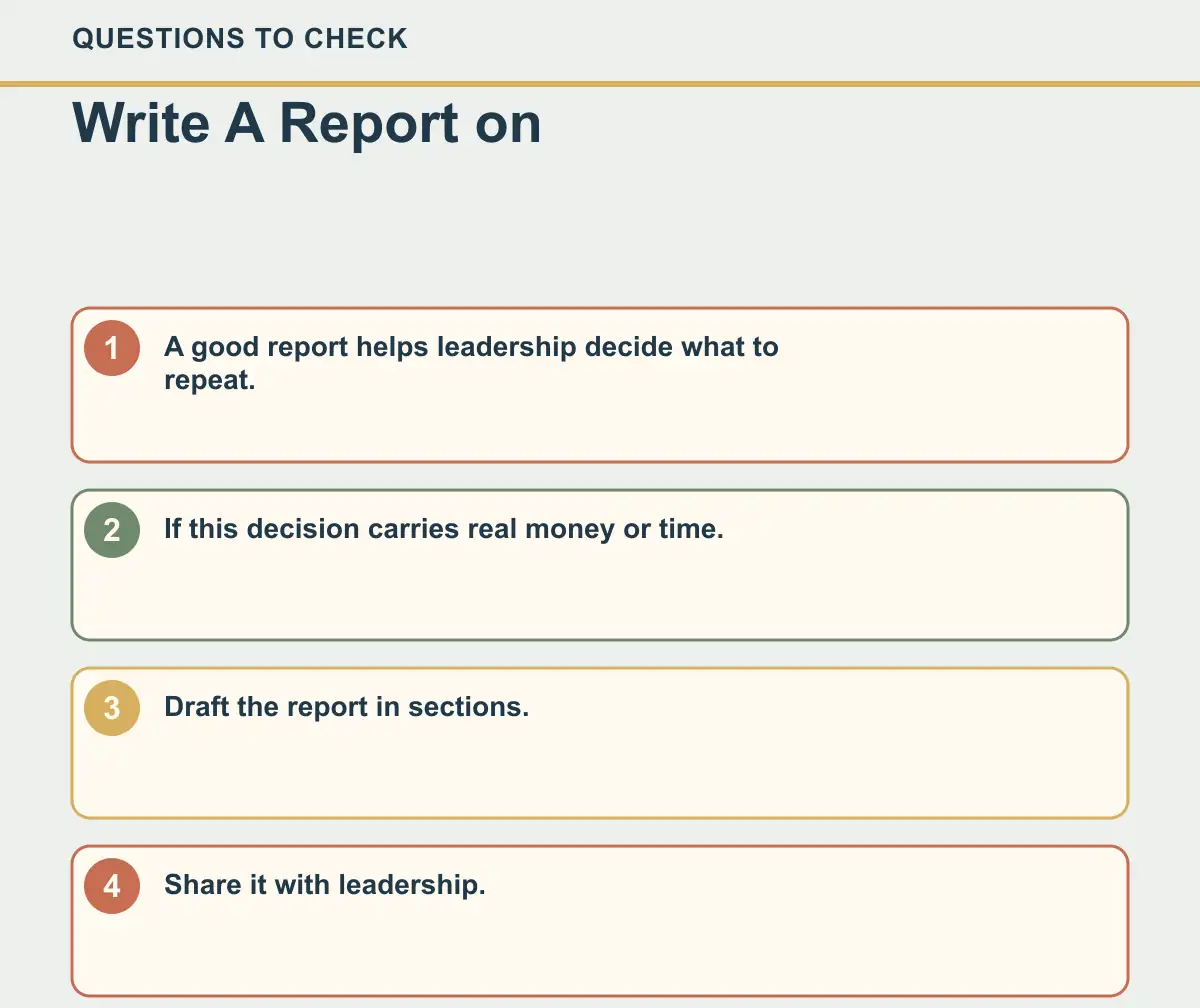 QUESTIONS TO CHECK
Write A Report on
1
A good report helps leadership decide what to
repeat.
2
If this decision carries real money or time.
3
Draft the report in sections.
4
Share it with leadership.